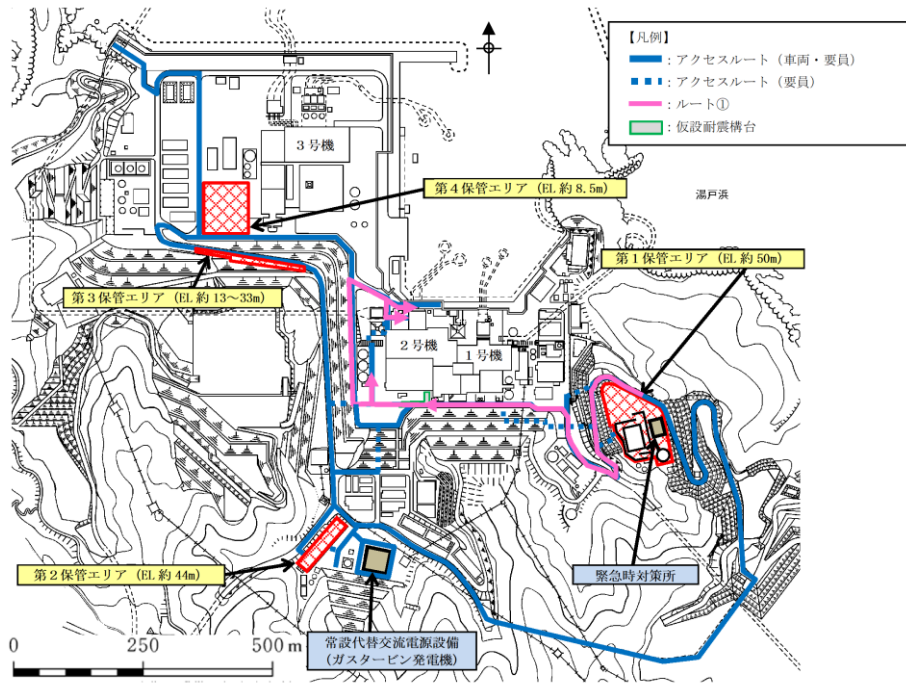 【凡例】
：アクセスルート（車両・要員）
：アクセスルート（要員）
：ルート①
：仮設耐震構台
3号機
湯戸浜
第4保管エリア（EL 約 8.5m）
第1保管エリア（EL 約 50m）
第3保管エリア（EL 約 13～33m）
2号機
1号機
第2保管エリア（EL 約 44m）
緊急時対策所
常設代替交流電源設備
（ガスタービン発電機）
0 250 500 m